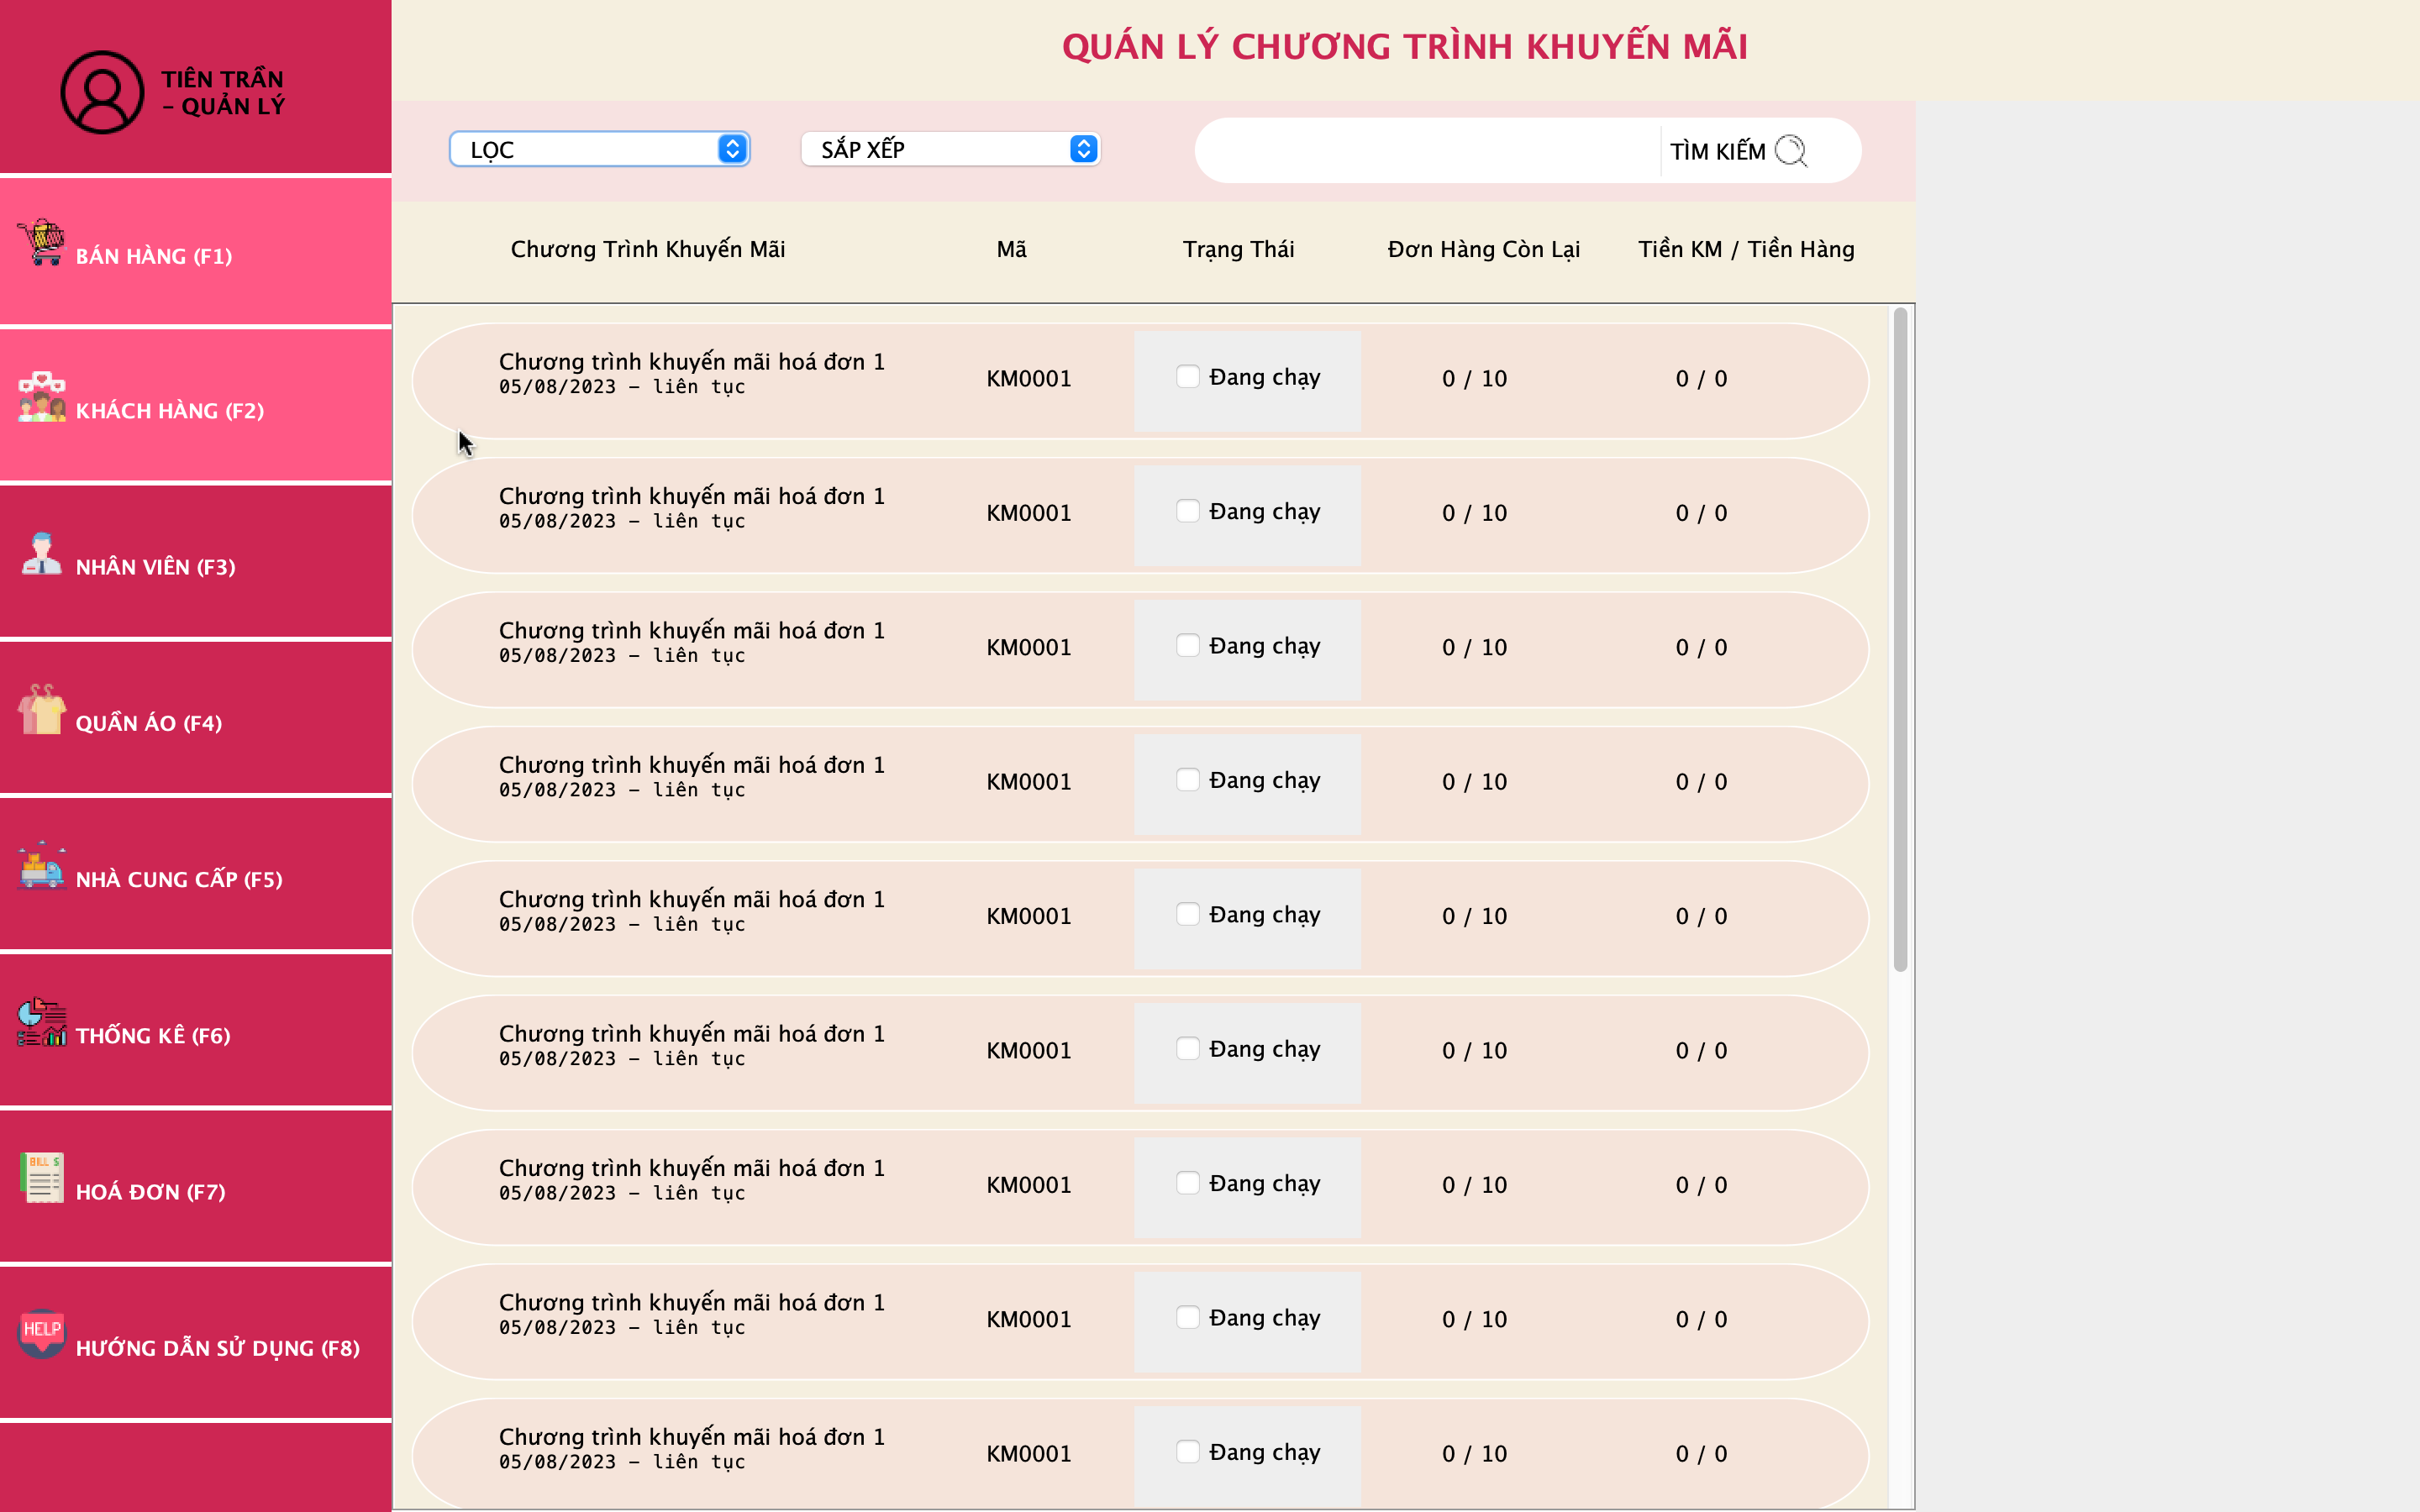 TIÊN TRẦN
– QUẢN LÝ
BÁN HÀNG (F1)
KHÁCH HÀNG (F2)
NHÂN VIÊN (F3)
QUẦN ÁO (F4)
NHÀ CUNG CẤP (F5)
THỐNG KÊ (F6)
BILL $
HOÁ ĐƠN (F7)
HELP
HƯỚNG DẪN SỬ DỤNG (F8)
QUÁN LÝ CHƯƠNG TRÌNH KHUYẾN MÃI
LỌC SẮP XẾP TÌM KIẾM
Chương Trình Khuyến Mãi Mã Trạng Thái Đơn Hàng Còn Lại Tiền KM / Tiền Hàng
Chương trình khuyến mãi hoá đơn 1
05/08/2023 – liên tục
KM0001 Đang chạy 0 / 10 0 / 0
Chương trình khuyến mãi hoá đơn 1
05/08/2023 – liên tục
KM0001 Đang chạy 0 / 10 0 / 0
Chương trình khuyến mãi hoá đơn 1
05/08/2023 – liên tục
KM0001 Đang chạy 0 / 10 0 / 0
Chương trình khuyến mãi hoá đơn 1
05/08/2023 – liên tục
KM0001 Đang chạy 0 / 10 0 / 0
Chương trình khuyến mãi hoá đơn 1
05/08/2023 – liên tục
KM0001 Đang chạy 0 / 10 0 / 0
Chương trình khuyến mãi hoá đơn 1
05/08/2023 – liên tục
KM0001 Đang chạy 0 / 10 0 / 0
Chương trình khuyến mãi hoá đơn 1
05/08/2023 – liên tục
KM0001 Đang chạy 0 / 10 0 / 0
Chương trình khuyến mãi hoá đơn 1
05/08/2023 – liên tục
KM0001 Đang chạy 0 / 10 0 / 0
Chương trình khuyến mãi hoá đơn 1
05/08/2023 – liên tục
KM0001 Đang chạy 0 / 10 0 / 0